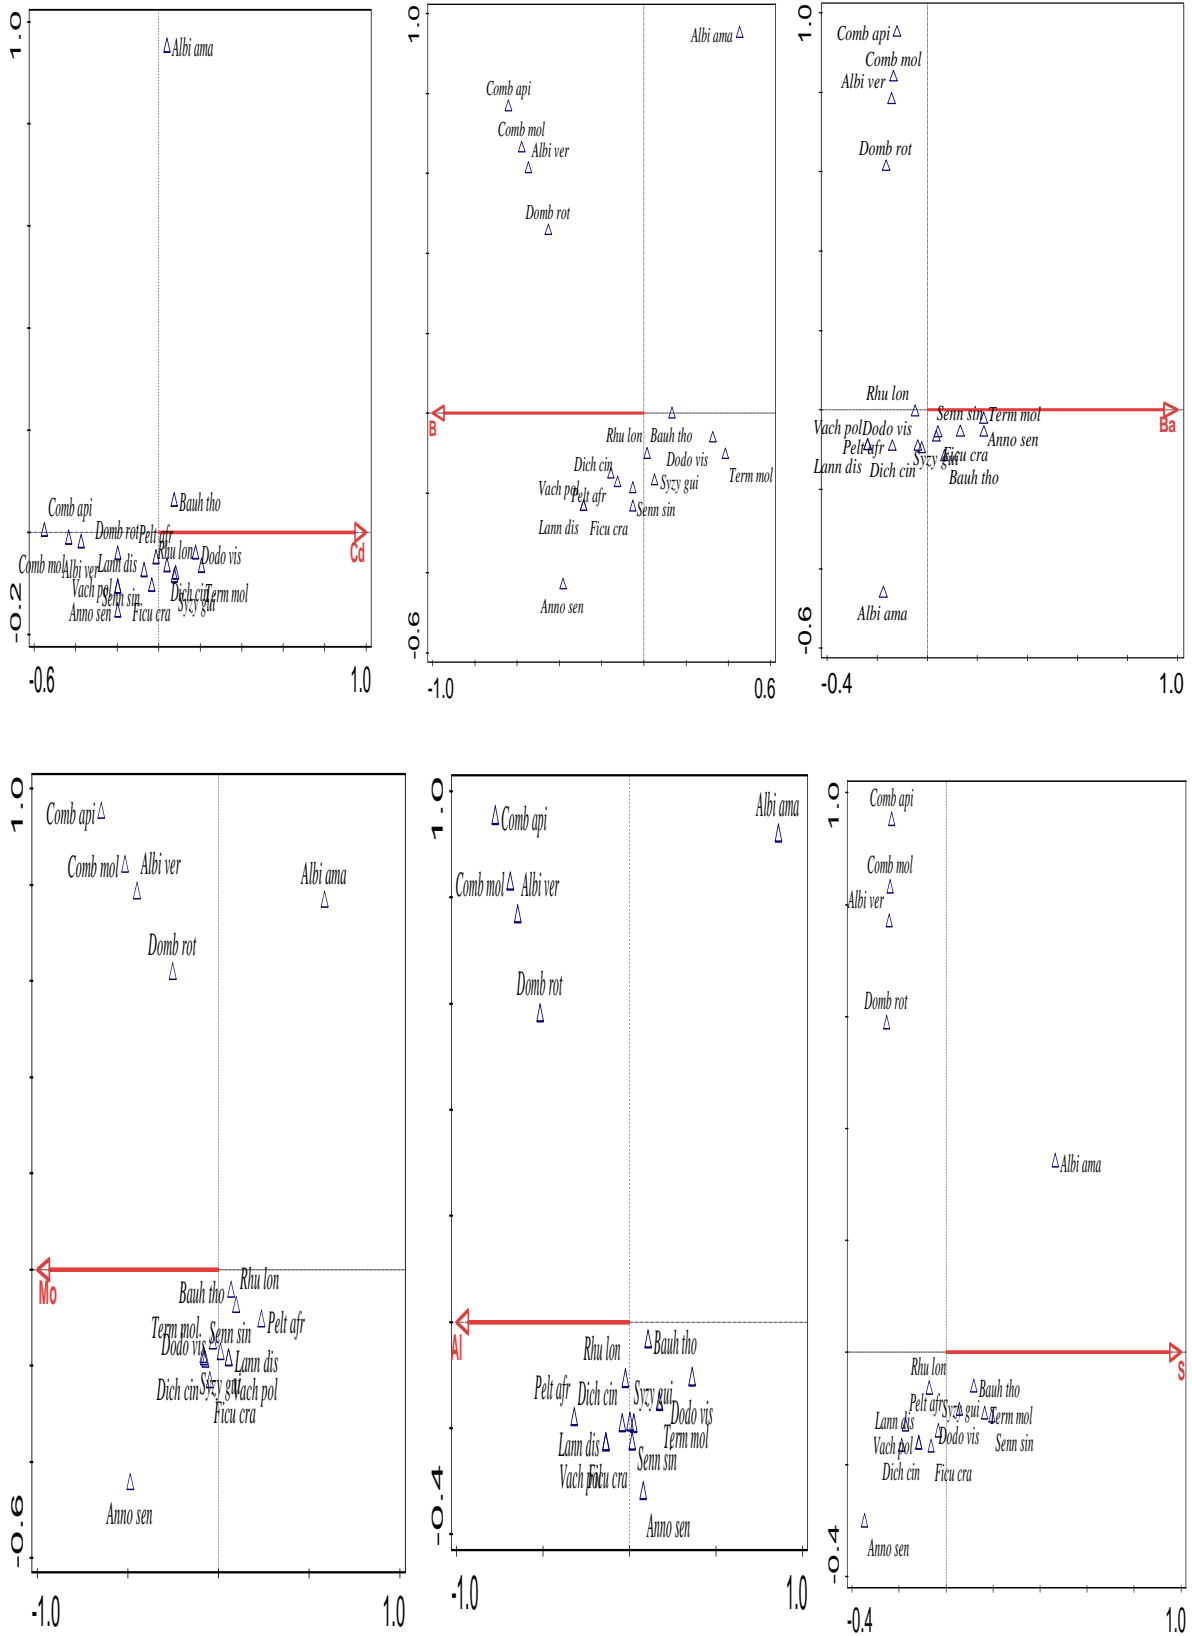 1.0
Albi ama
Comb api
Bauh tho
Domb rot
Pelt afr
Cd
Comb mol
Albi ver
Lann dis
Rhu lon
Dodo vis
Vach pol
Senn sin
Dich cin
Term mol
Anno sen
Ficu cra
Syzy gui
-0.2
-0.6
1.0
1.0
Albi ama
Comb api
Comb mol
Albi ver
Domb rot
B
Rhu lon
Bauh tho
Dich cin
Dodo vis
Term mol
Vach pol
Pelt afr
Syzy gui
Lann dis
Ficu cra
Senn sin
Anno sen
-0.6
-1.0
0.6
1.0
Comb api
Comb mol
Albi ver
Domb rot
Rhu lon
Senn sin
Term mol
Ba
Vach pol
Dodo vis
Anno sen
Pelt afr
Syzy gui
Ficu cra
Lann dis
Dich cin
Bauh tho
Albi ama
-0.6
-0.4
1.0
1.0
Comb api
Comb mol
Albi ver
Albi ama
Domb rot
Mo
Bauh tho
Rhu lon
Term mol
Senn sin
Pelt afr
Dodo vis
Lann dis
Dich cin
Syzy gui
Vach pol
Ficu cra
Anno sen
-0.6
-1.0
1.0
1.0
Comb api
Albi ama
Comb mol
Albi ver
Domb rot
Al
Rhu lon
Bauh tho
Pelt afr
Dich cin
Syzy gui
Dodo vis
Lann dis
Term mol
Vach pol
Ficu cra
Senn sin
Anno sen
-0.4
-1.0
1.0
1.0
Comb api
Comb mol
Albi ver
Domb rot
Albi ama
S
Rhu lon
Bauh tho
Pelt afr
Syzy gui
Term mol
Lann dis
Dodo vis
Senn sin
Vach pol
Dich cin
Ficu cra
Anno sen
-0.4
-0.4
1.0